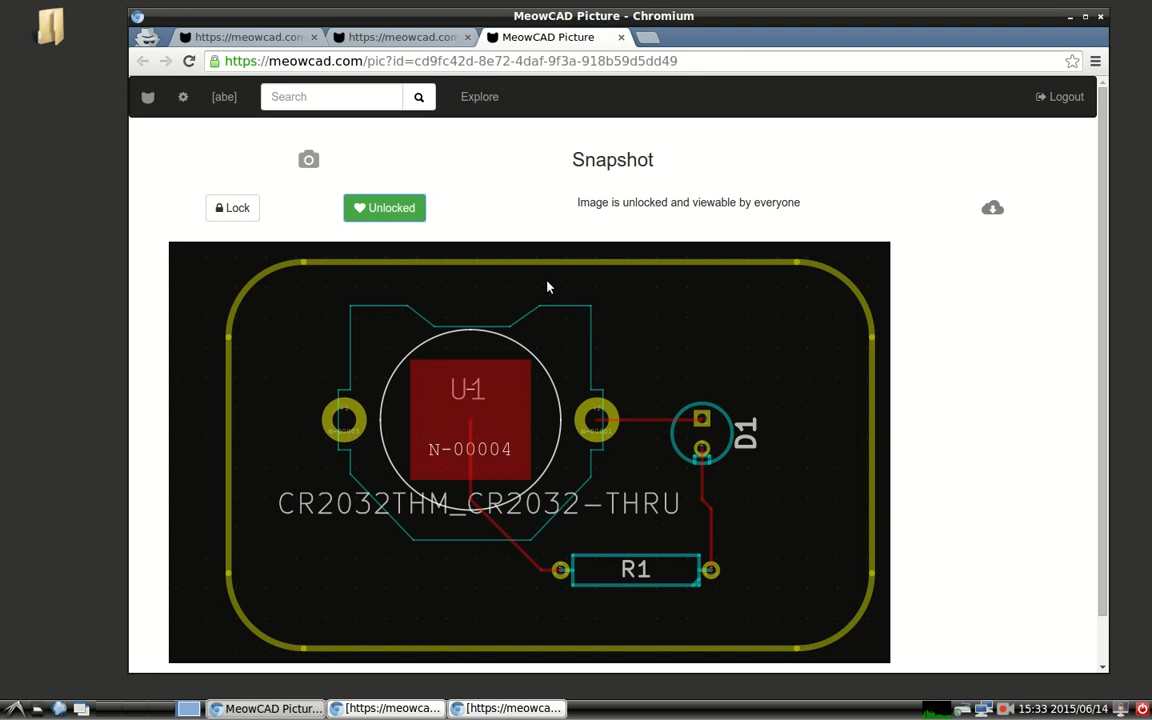 MeowCAD Picture - Chromium
https://meowcad.com
https://meowcad.com
MeowCAD Picture
https://meowcad.com/pic?id=cd9fc42d-8e72-4daf-9f3a-918b59d5dd49
[abe]
Search
Explore
Logout
Snapshot
Lock
Unlocked
Image is unlocked and viewable by everyone
U1
N-00004
CR2032THM_CR2032-THRU
D1
R1
MeowCAD Pictur...
[https://meowca...
[https://meowca...
15:33 2015/06/14